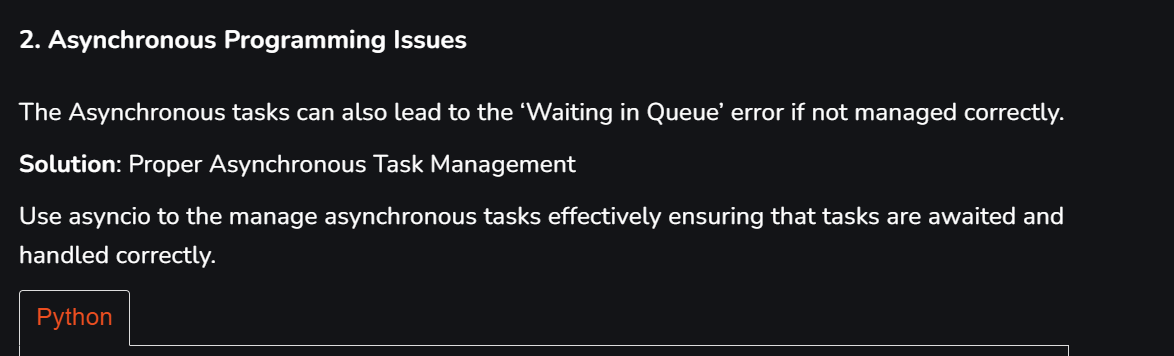 2. Asynchronous Programming Issues
The Asynchronous tasks can also lead to the ‘Waiting in Queue’ error if not managed correctly.
Solution: Proper Asynchronous Task Management
Use asyncio to the manage asynchronous tasks effectively ensuring that tasks are awaited and
handled correctly.
Python